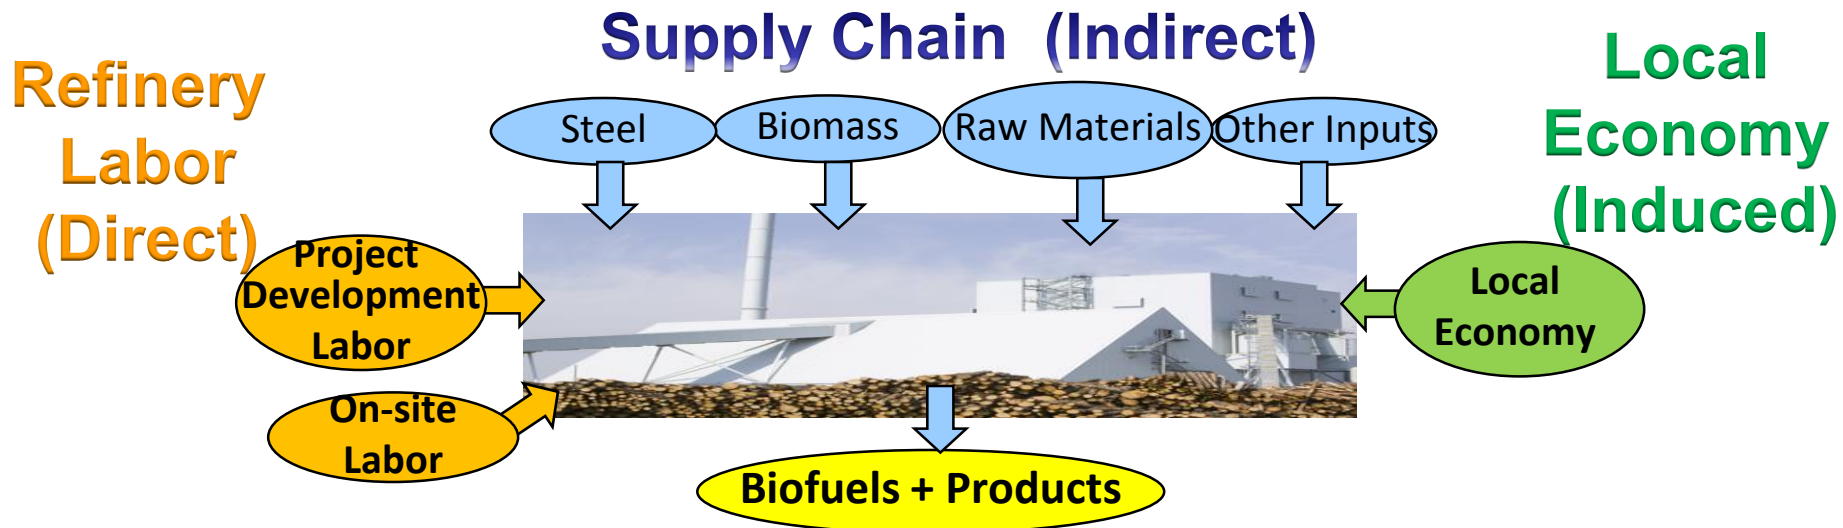 Supply Chain (Indirect)
Refinery
Labor
(Direct)
Local
Economy
(Induced)
Steel
Biomass
Raw Materials
Other Inputs
Project
Development
Labor
On-site
Labor
Local
Economy
Biofuels + Products